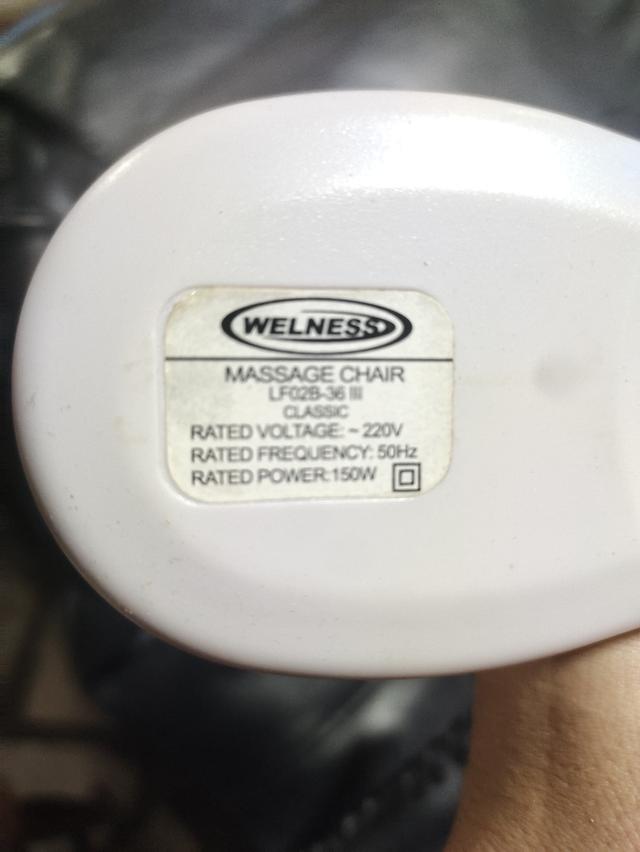 WELNESS
MASSAGE CHAIR
LF02B-36 III
CLASSIC
RATED VOLTAGE: ~ 220V
RATED FREQUENCY: 50Hz
RATED POWER:150W